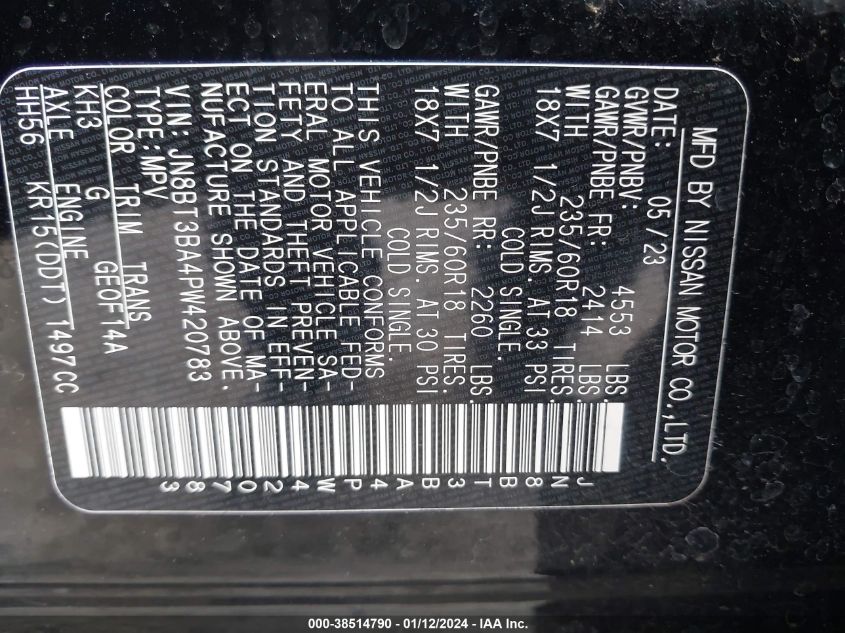 MFD BY NISSAN MOTOR CO.,LTD.
DATE: 05/23
GVWR/PNBV: 4553 LBS.
GAWR/PNBE FR: 2414 LBS.
WITH 235/60R18 TIRES,
18X7 1/2J RIMS. AT 33 PSI
COLD SINGLE.
GAWR/PNBE RR: 2260 LBS.
WITH 235/60R18 TIRES.
18X7 1/2J RIMS. AT 30 PSI
COLD SINGLE.
THIS VEHICLE CONFORMS
TO ALL APPLICABLE FED-
ERAL MOTOR VEHICLE SA-
FETY AND THEFT PREVEN-
TION STANDARDS IN EFF-
ECT ON THE DATE OF MA-
NUFACTURE SHOWN ABOVE.
VIN: JN8BT3BA4PW420783
TYPE:MPV
COLOR TRIM TRANS
KH3 G GE0F14A
AXLE ENGINE
HH56 KR15(DDT) 1497CC
JN8BT3BA4PW420783
000-38514790 - 01/12/2024 - IAA Inc.